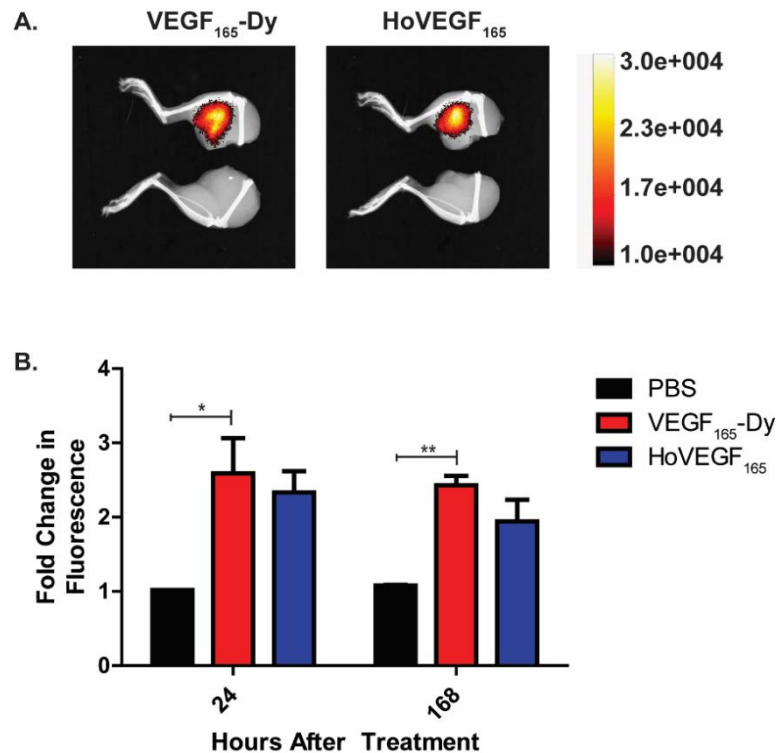 A.
VEGF₁₆₅-Dy
HoVEGF₁₆₅
3.0e+004
2.3e+004
1.7e+004
1.0e+004
B.
Fold Change in
Fluorescence
4
3
2
1
0
*
**
24
168
Hours After Treatment
PBS
VEGF₁₆₅-Dy
HoVEGF₁₆₅